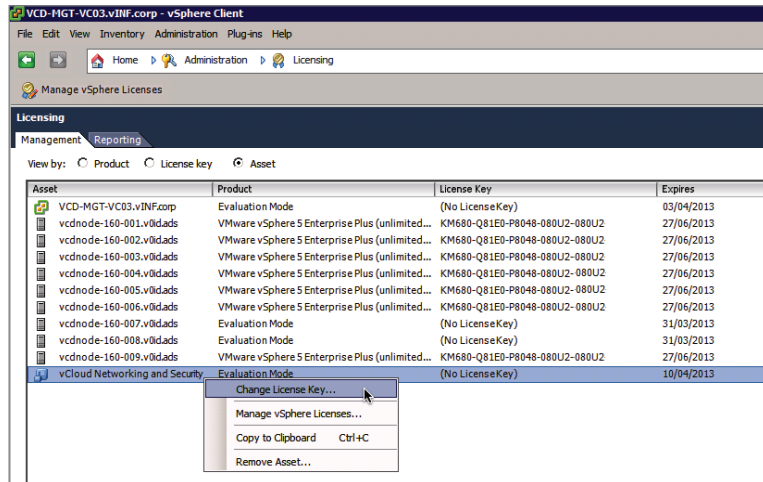 VCD-MGT-VC03.vINF.corp - vSphere Client
File Edit View Inventory Administration Plug-ins Help
Home Administration Licensing
Manage vSphere Licenses
Licensing
Management Reporting
View by: Product License key Asset
Asset Product License Key Expires
VCD-MGT-VC03.vINF.corp Evaluation Mode (No License Key) 03/04/2013
vcdnode-160-001.v0id.ads VMware vSphere 5 Enterprise Plus (unlimited... KM680-Q81E0-P8048-080U2-080U2 27/06/2013
vcdnode-160-002.v0id.ads VMware vSphere 5 Enterprise Plus (unlimited... KM680-Q81E0-P8048-080U2-080U2 27/06/2013
vcdnode-160-003.v0id.ads VMware vSphere 5 Enterprise Plus (unlimited... KM680-Q81E0-P8048-080U2-080U2 27/06/2013
vcdnode-160-004.v0id.ads VMware vSphere 5 Enterprise Plus (unlimited... KM680-Q81E0-P8048-080U2-080U2 27/06/2013
vcdnode-160-005.v0id.ads VMware vSphere 5 Enterprise Plus (unlimited... KM680-Q81E0-P8048-080U2-080U2 27/06/2013
vcdnode-160-006.v0id.ads VMware vSphere 5 Enterprise Plus (unlimited... KM680-Q81E0-P8048-080U2-080U2 27/06/2013
vcdnode-160-007.v0id.ads Evaluation Mode (No License Key) 31/03/2013
vcdnode-160-008.v0id.ads Evaluation Mode (No License Key) 31/03/2013
vcdnode-160-009.v0id.ads VMware vSphere 5 Enterprise Plus (unlimited... KM680-Q81E0-P8048-080U2-080U2 27/06/2013
vCloud Networking and Security Evaluation Mode (No License Key) 10/04/2013
Change License Key...
Manage vSphere Licenses...
Copy to Clipboard Ctrl+C
Remove Asset...